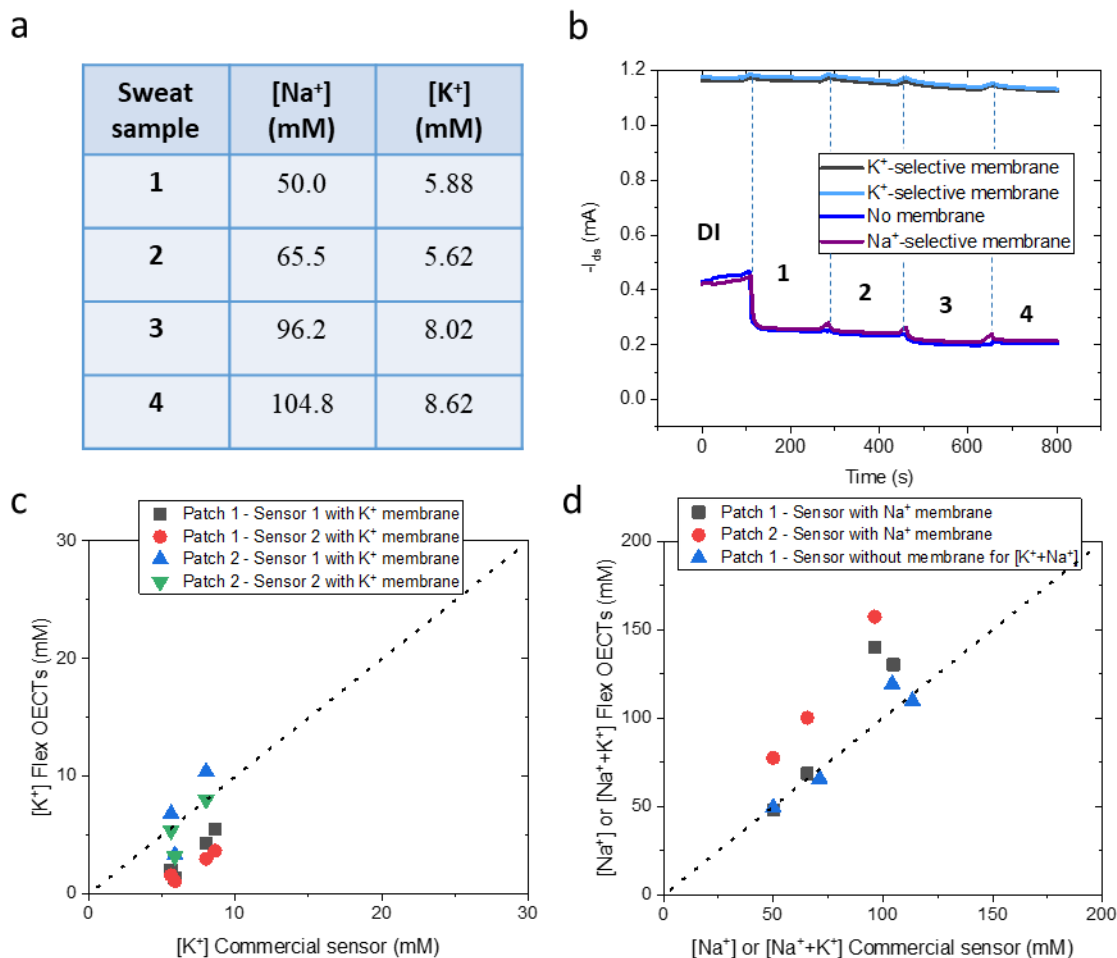 a
Sweat sample [Na⁺] (mM) [K⁺] (mM)
1 50.0 5.88
2 65.5 5.62
3 96.2 8.02
4 104.8 8.62
b
1.2
1.0
0.8
0.6
0.4
0.2
0.0
-I_ds (mA)
K⁺-selective membrane
K⁺-selective membrane
No membrane
Na⁺-selective membrane
DI
1
2
3
4
0 200 400 600 800
Time (s)
c
Patch 1 - Sensor 1 with K⁺ membrane
Patch 1 - Sensor 2 with K⁺ membrane
Patch 2 - Sensor 1 with K⁺ membrane
Patch 2 - Sensor 2 with K⁺ membrane
30
20
10
0
[K⁺] Flex OECTs (mM)
0 10 20 30
[K⁺] Commercial sensor (mM)
d
Patch 1 - Sensor with Na⁺ membrane
Patch 2 - Sensor with Na⁺ membrane
Patch 1 - Sensor without membrane for [K⁺+Na⁺]
200
150
100
50
0
[Na⁺] or [Na⁺+K⁺] Flex OECTs (mM)
0 50 100 150 200
[Na⁺] or [Na⁺+K⁺] Commercial sensor (mM)